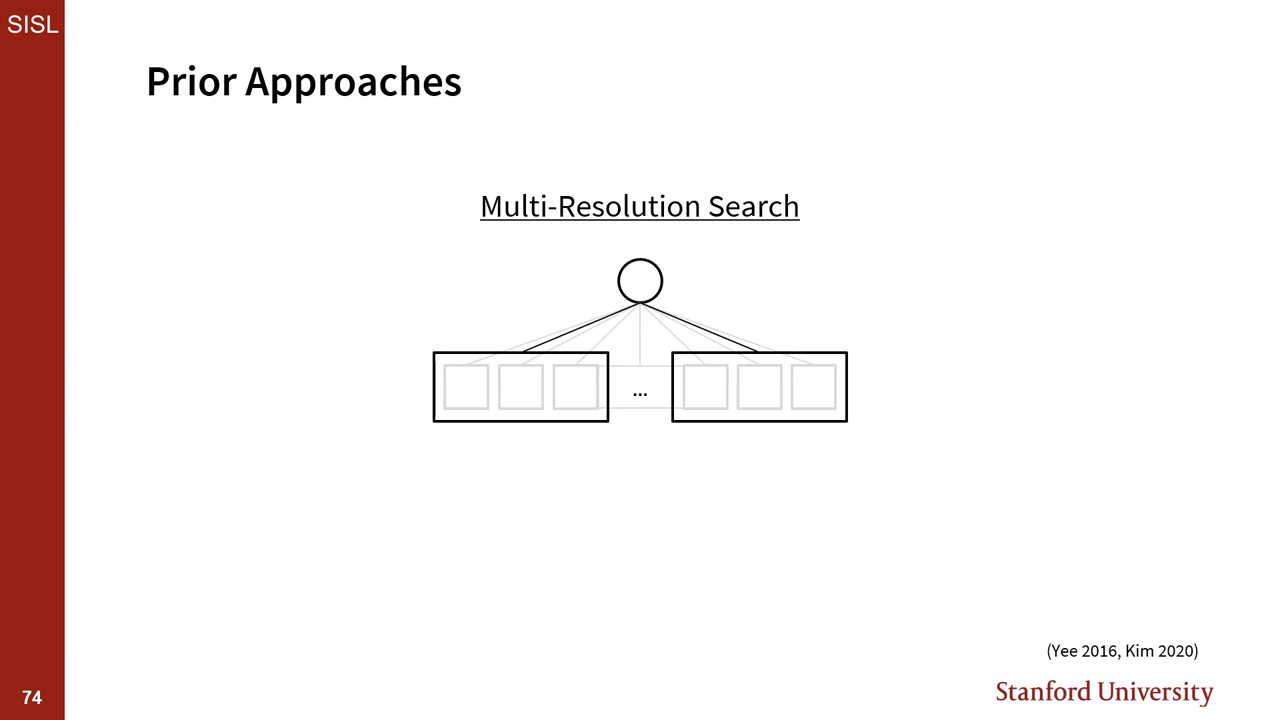 SISL
Prior Approaches
Multi-Resolution Search
...
(Yee 2016, Kim 2020)
74
Stanford University